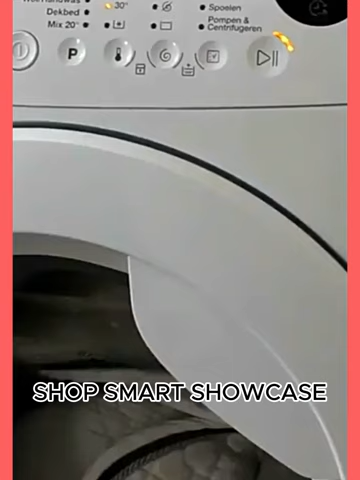 Dekbed
Mix 20°
30°
Spoelen
Pompen &
Centrifugeren
P
SHOP SMART SHOWCASE